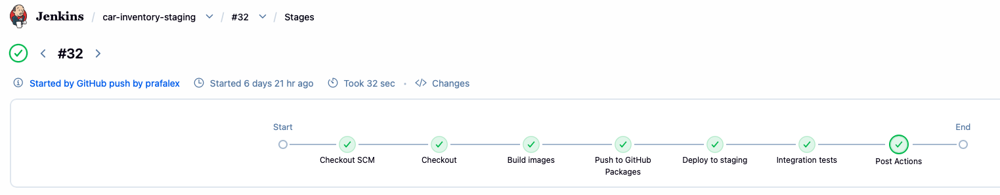 Jenkins / car-inventory-staging / #32 / Stages
#32
Started by GitHub push by prafalex Started 6 days 21 hr ago Took 32 sec · </> Changes
Start End
Checkout SCM Checkout Build images Push to GitHub Deploy to staging Integration tests Post Actions
Packages